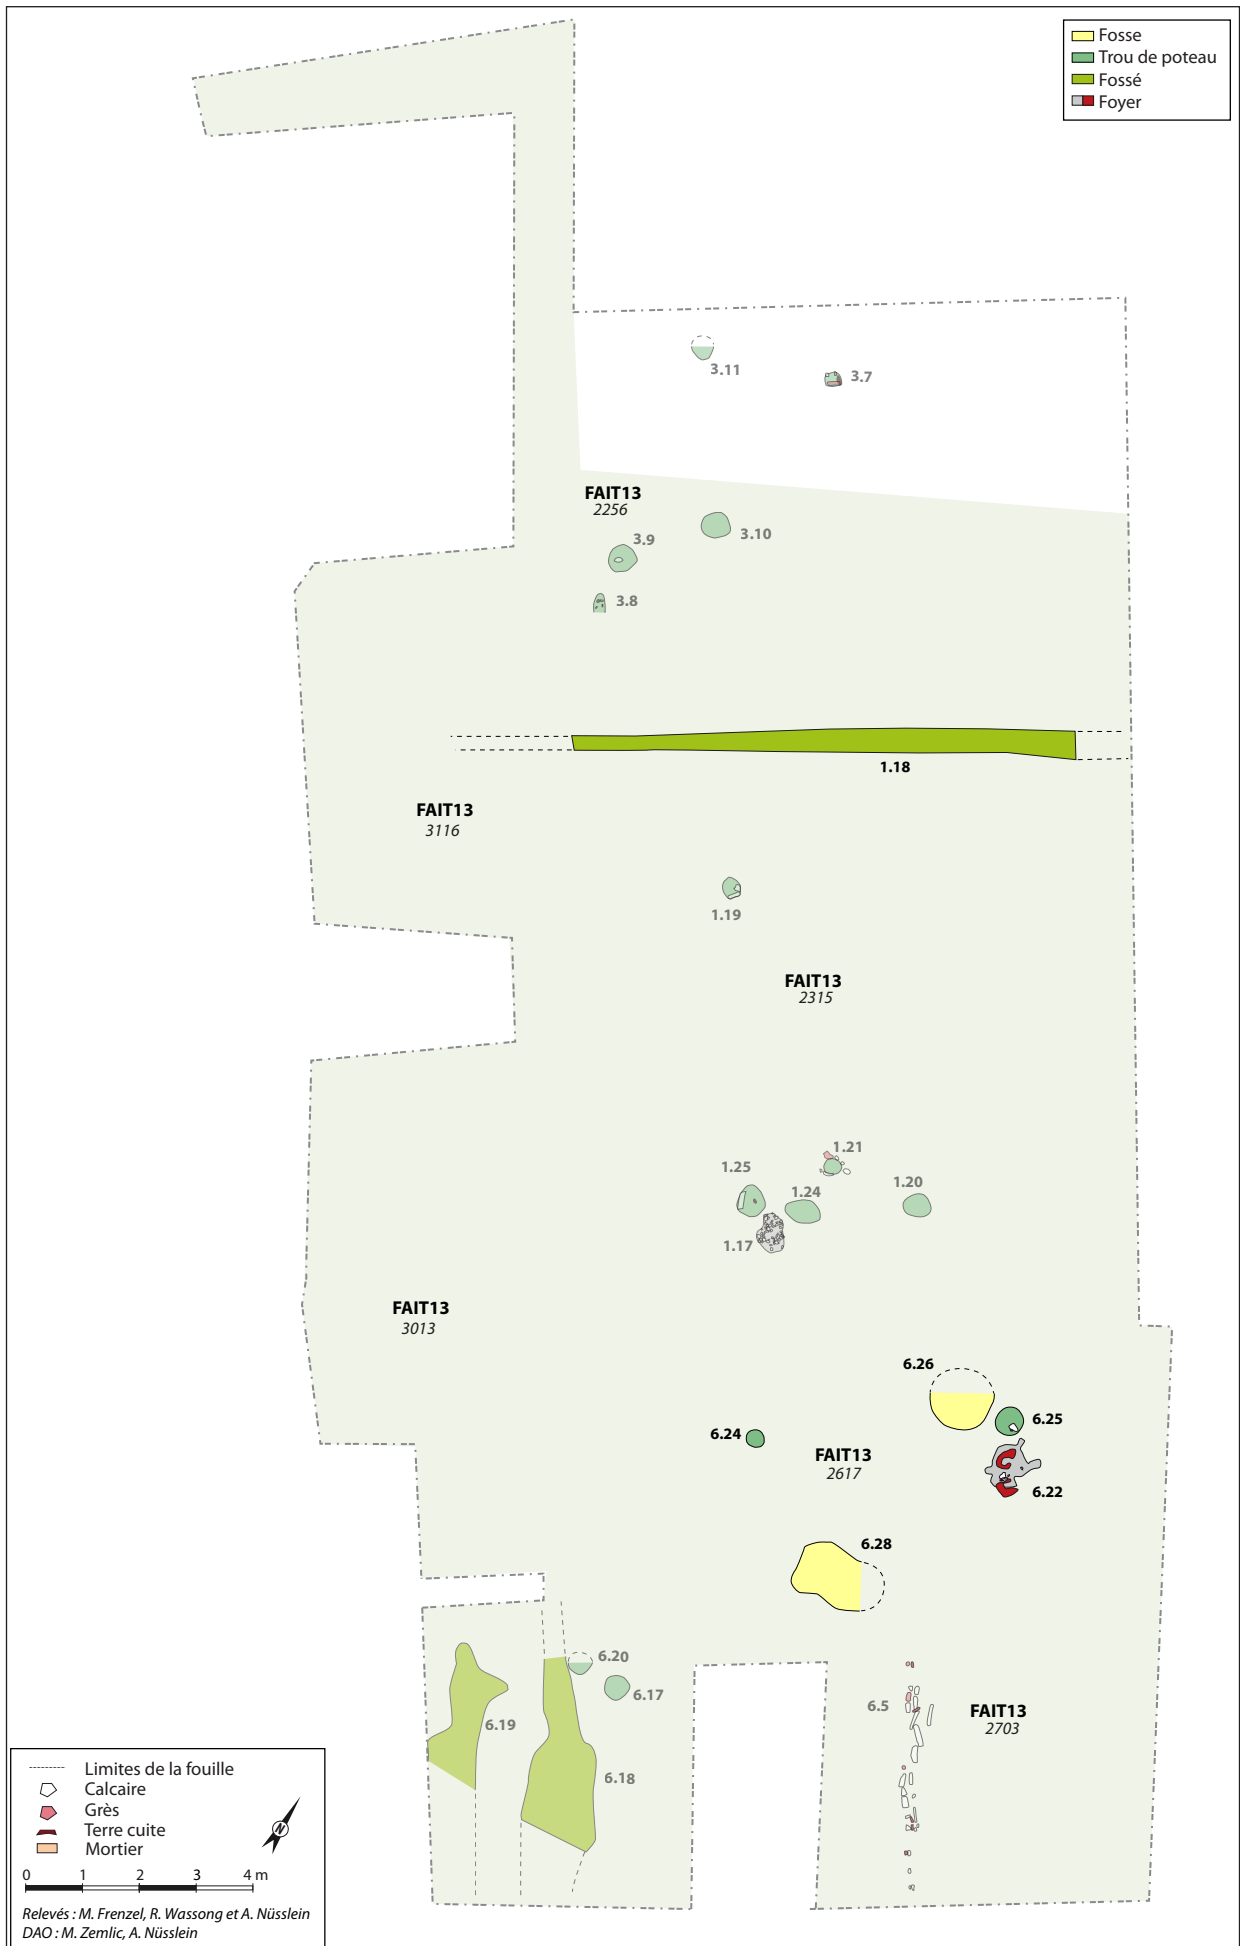 Fosse
Trou de poteau
Fossé
Foyer
3.11
3.7
FAIT13
2256
3.10
3.9
3.8
1.18
FAIT13
3116
1.19
FAIT13
2315
1.21
1.25
1.24
1.20
1.17
FAIT13
3013
6.26
6.25
6.24
FAIT13
2617
6.22
6.28
6.20
6.17
6.19
6.5
FAIT13
2703
6.18
Limites de la fouille
Calcaire
Grès
Terre cuite
Mortier
N
0 1 2 3 4 m
Relevés : M. Frenzel, R. Wassong et A. Nüsslein
DAO : M. Zemlic, A. Nüsslein